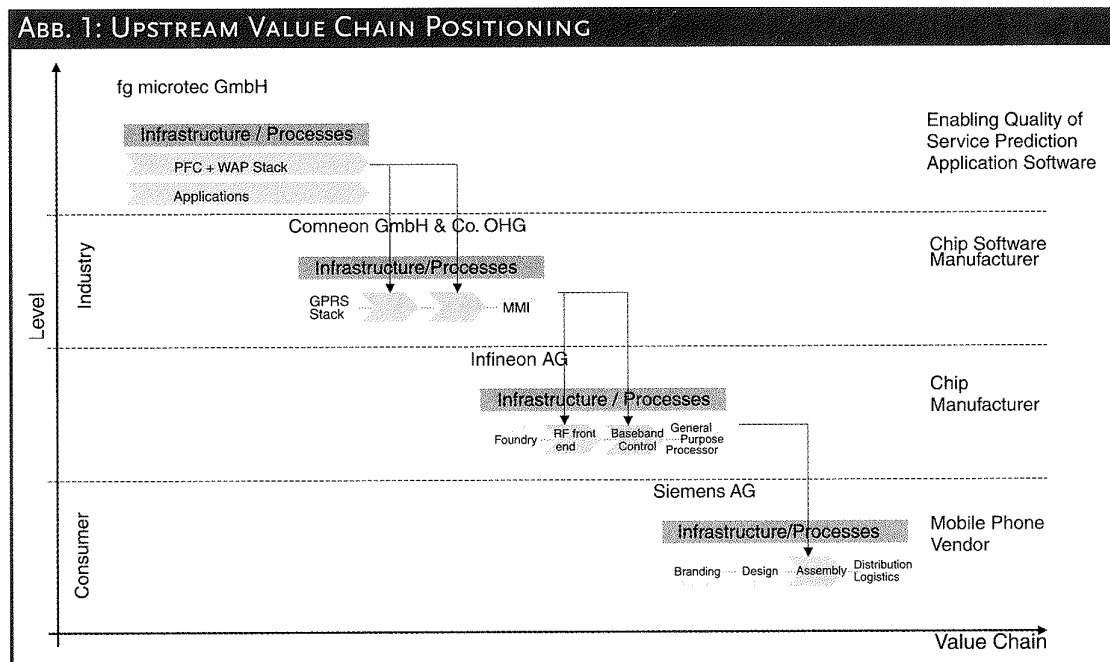 ABB. 1: UPSTREAM VALUE CHAIN POSITIONING
fg microtec GmbH
Infrastructure / Processes
PFC + WAP Stack
Applications
Enabling Quality of
Service Prediction
Application Software
Comneon GmbH & Co. OHG
Infrastructure/Processes
GPRS
Stack
MMI
Chip Software
Manufacturer
Industry
Level
Infineon AG
Infrastructure / Processes
Foundry
RF front
end
Baseband
Control
General
Purpose
Processor
Chip
Manufacturer
Siemens AG
Infrastructure/Processes
Branding
Design
Assembly
Distribution
Logistics
Mobile Phone
Vendor
Consumer
Value Chain